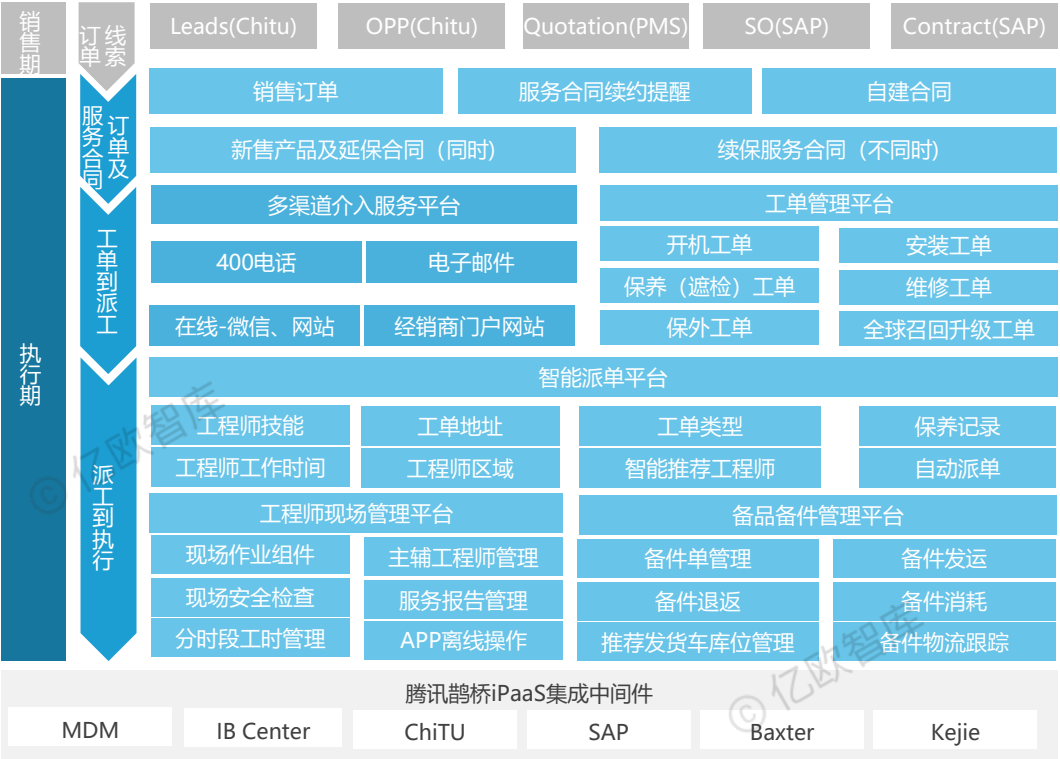 销售期
线索
订单
Leads(Chitu)
OPP(Chitu)
Quotation(PMS)
SO(SAP)
Contract(SAP)
执行期
订单及
服务合同
销售订单
服务合同续约提醒
自建合同
新售产品及延保合同（同时)
续保服务合同（不同时)
工单到派工
多渠道介入服务平台
400电话
电子邮件
在线-微信、网站
经销商门户网站
工单管理平台
开机工单
安装工单
保养（遮检）工单
维修工单
保外工单
全球召回升级工单
派工到执行
智能派单平台
工程师技能
工单地址
工单类型
保养记录
工程师工作时间
工程师区域
智能推荐工程师
自动派单
工程师现场管理平台
现场作业组件
主辅工程师管理
现场安全检查
服务报告管理
分时段工时管理
APP离线操作
备品备件管理平台
备件单管理
备件发运
备件退返
备件消耗
推荐发货车库位管理
备件物流跟踪
腾讯鹊桥iPaaS集成中间件
MDM
IB Center
ChiTU
SAP
Baxter
Kejie
© 亿欧智库
© 亿欧智库